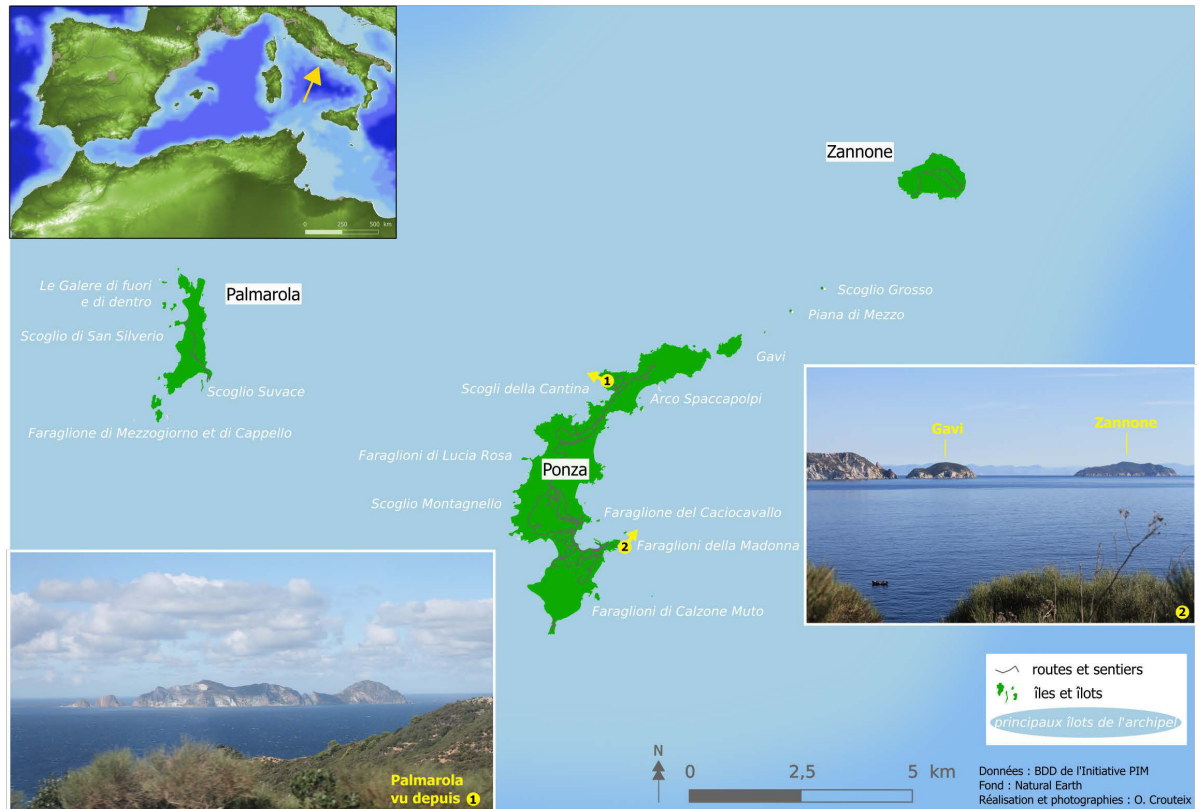 0 250 500 km
Zannone
Le Galere di fuori
e di dentro
Palmarola
Scoglio Grosso
Piana di Mezzo
Scoglio di San Silverio
Gavi
1
Scogli della Cantina
Scoglio Suvace
Arco Spaccapolpi
Faraglione di Mezzogiorno et di Cappello
Faraglioni di Lucia Rosa
Ponza
Scoglio Montagnello
Faraglione del Caciocavallo
2
Faraglioni della Madonna
Faraglioni di Calzone Muto
Gavi
Zannone
2
Palmarola
vu depuis 1
routes et sentiers
îles et îlots
principaux îlots de l'archipel
N
0 2,5 5 km
Données : BDD de l'Initiative PIM
Fond : Natural Earth
Réalisation et photographies : O. Crouteix